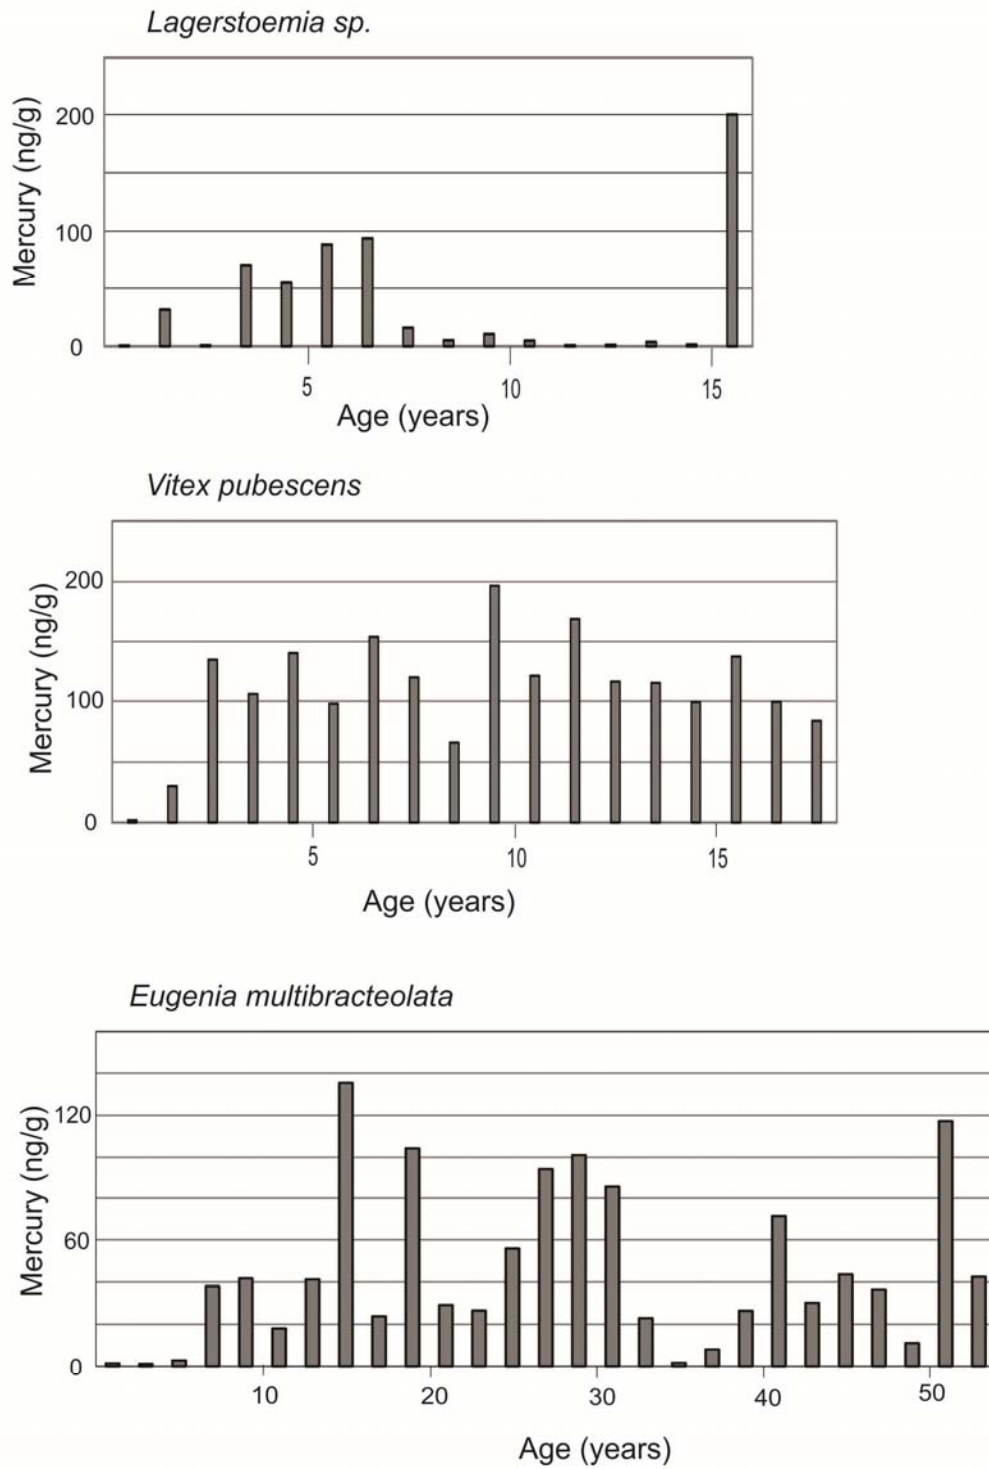 Lagerstoemia sp.
Mercury (ng/g)
200
100
0
5 10 15
Age (years)
Vitex pubescens
Mercury (ng/g)
200
100
0
5 10 15
Age (years)
Eugenia multibracteolata
Mercury (ng/g)
120
60
0
10 20 30 40 50
Age (years)